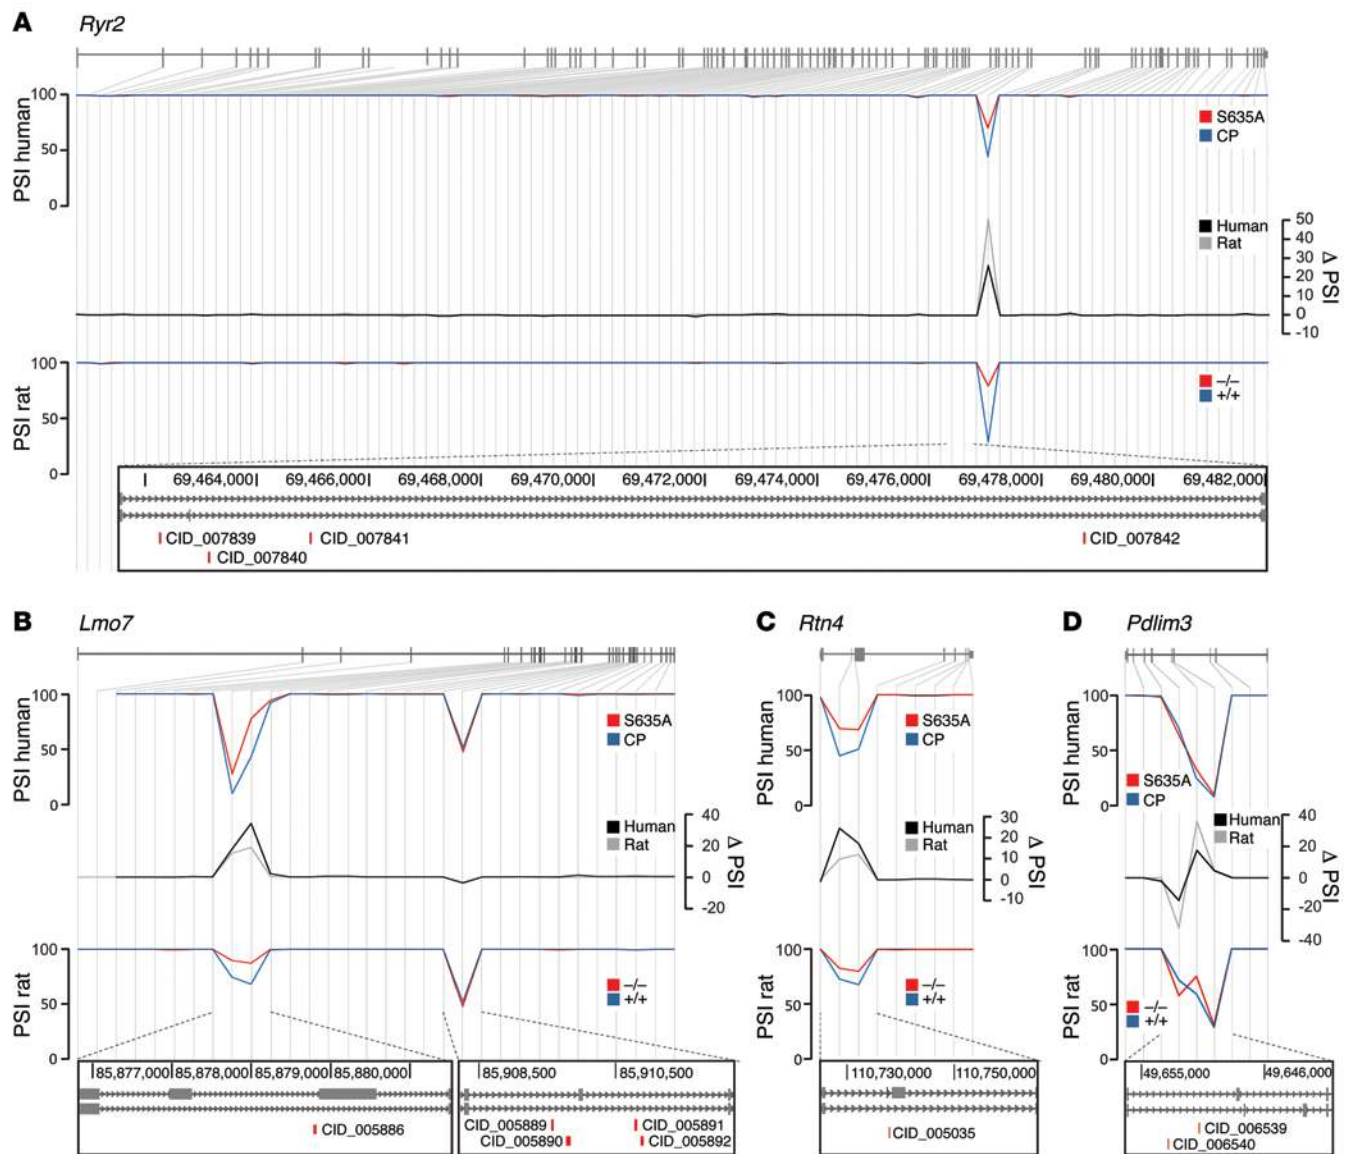 A Ryr2
100
50
0
PSI human
S635A
CP
Human
Rat
50
40
30
20
10
0
-10
Δ PSI
100
50
0
PSI rat
–/–
+/+
69,464,000 69,466,000 69,468,000 69,470,000 69,472,000 69,474,000 69,476,000 69,478,000 69,480,000 69,482,000
CID_007839 CID_007841 CID_007842
CID_007840
B Lmo7
100
50
0
PSI human
S635A
CP
Human
Rat
40
20
0
-20
Δ PSI
100
50
0
PSI rat
–/–
+/+
85,877,000 85,878,000 85,879,000 85,880,000
CID_005886
85,908,500 85,910,500
CID_005889 CID_005891
CID_005890 CID_005892
C Rtn4
100
50
0
PSI human
S635A
CP
Human
Rat
30
20
10
0
-10
Δ PSI
100
50
0
PSI rat
–/–
+/+
110,730,000 110,750,000
CID_005035
D Pdlim3
100
50
0
PSI human
S635A
CP
Human
Rat
40
20
0
-20
-40
Δ PSI
100
50
0
PSI rat
–/–
+/+
49,655,000 49,646,000
CID_006539
CID_006540